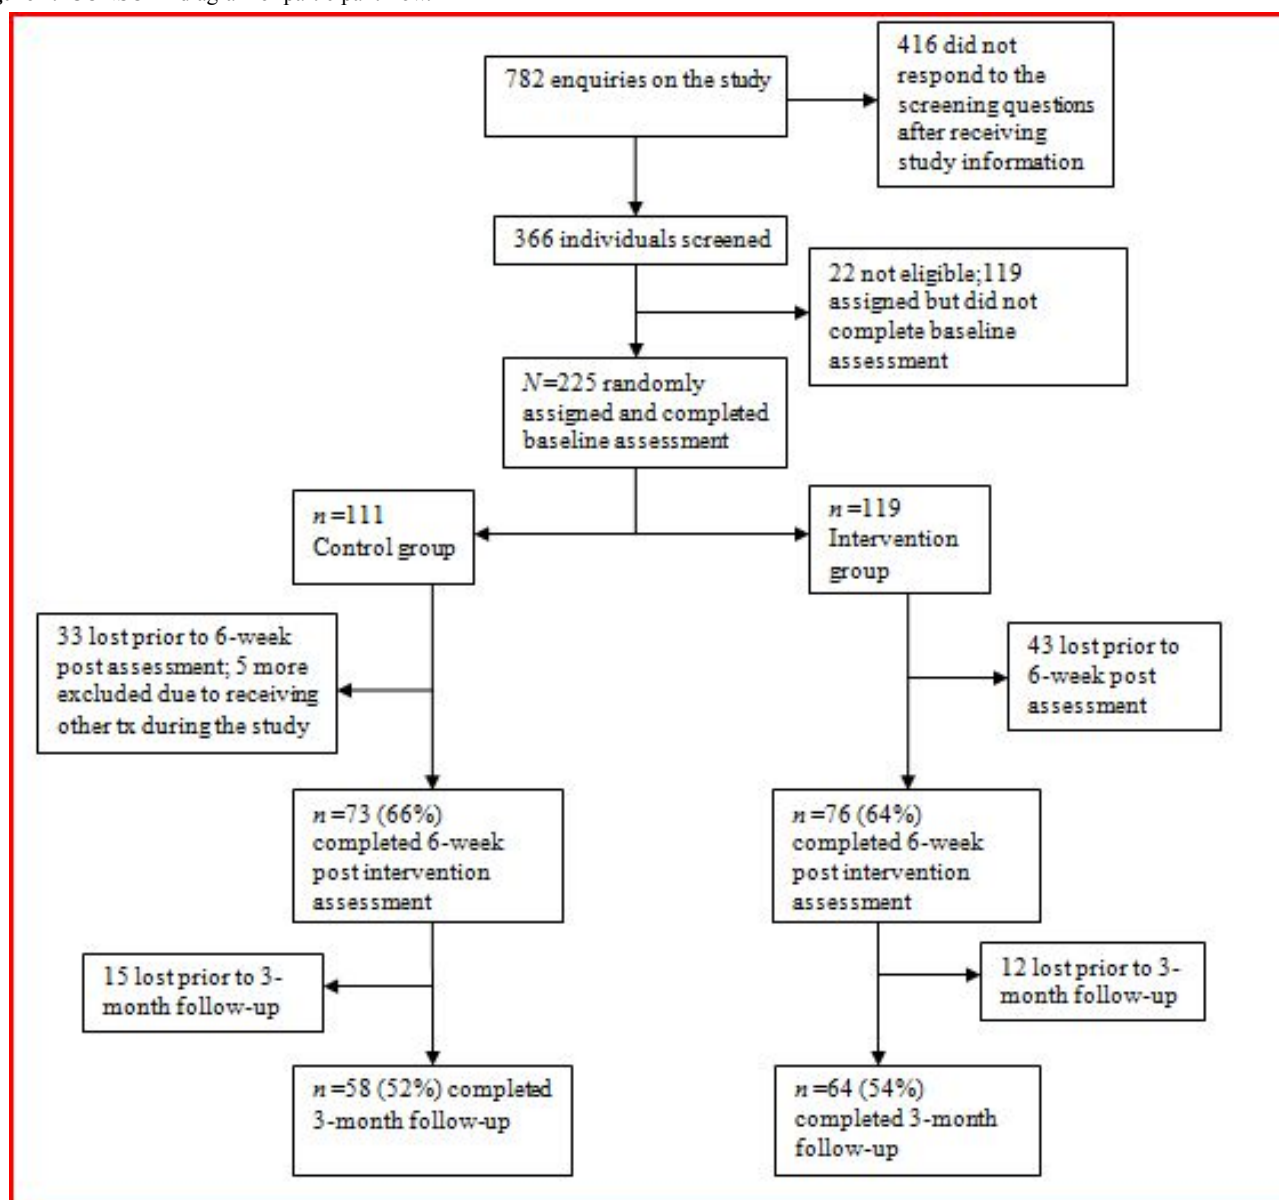 782 enquiries on the study
416 did not
respond to the
screening questions
after receiving
study information
366 individuals screened
22 not eligible;119
assigned but did not
complete baseline
assessment
N=225 randomly
assigned and completed
baseline assessment
n=111
Control group
n=119
Intervention
group
33 lost prior to 6-week
post assessment; 5 more
excluded due to receiving
other tx during the study
43 lost prior to
6-week post
assessment
n=73 (66%)
completed 6-week
post intervention
assessment
n=76 (64%)
completed 6-week
post intervention
assessment
15 lost prior to 3-
month follow-up
12 lost prior to 3-
month follow-up
n=58 (52%) completed
3-month follow-up
n=64 (54%)
completed 3-month
follow-up